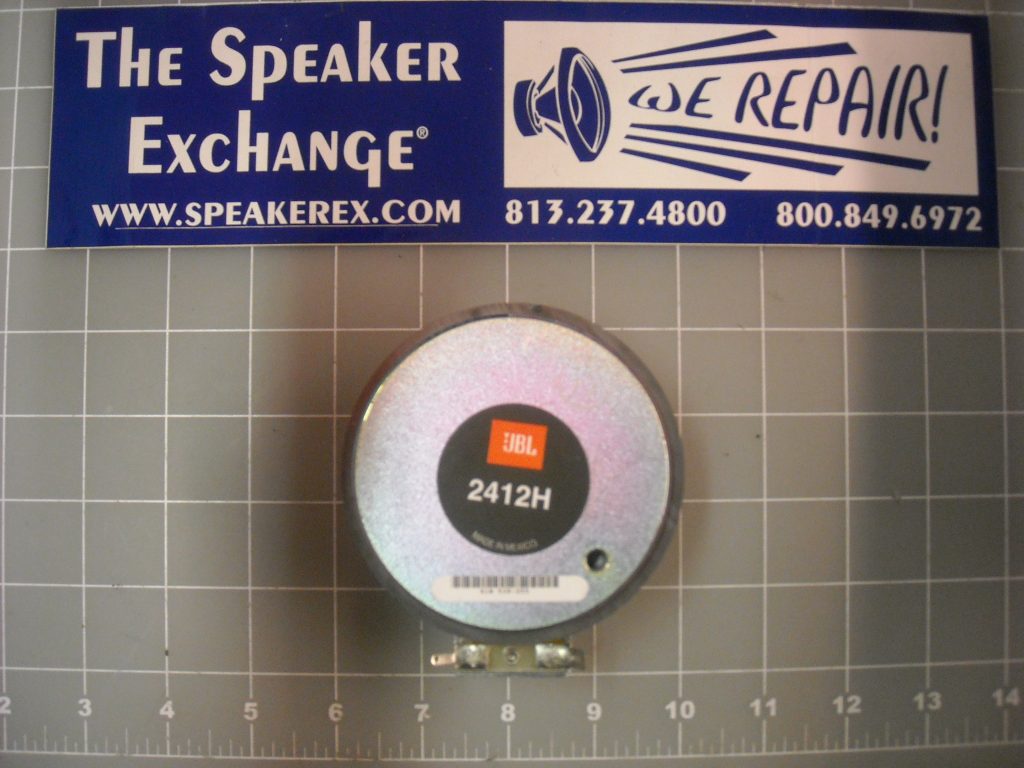 THE SPEAKER
EXCHANGE®
WWW.SPEAKEREX.COM
WE REPAIR!
813.237.4800 800.849.6972
JBL
2412H
MADE IN MEXICO
2 3 4 5 6 7 8 9 10 11 12 13 14